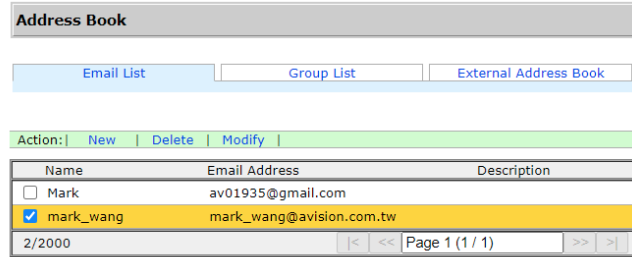 Address Book
Email List Group List External Address Book
Action:| New | Delete | Modify |
Name Email Address Description
Mark av01935@gmail.com
mark_wang mark_wang@avision.com.tw
2/2000 |< << Page 1 (1 / 1) >> >|